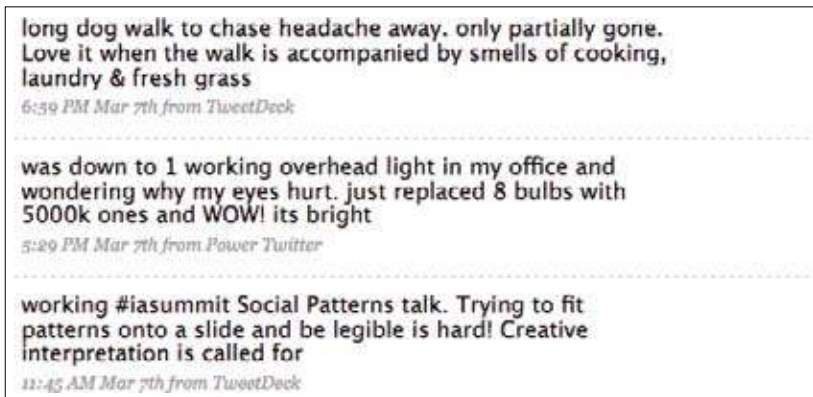 long dog walk to chase headache away. only partially gone.
Love it when the walk is accompanied by smells of cooking,
laundry & fresh grass
6:59 PM Mar 7th from TweetDeck
was down to 1 working overhead light in my office and
wondering why my eyes hurt. just replaced 8 bulbs with
5000k ones and WOW! its bright
5:29 PM Mar 7th from Power Twitter
working #iasummit Social Patterns talk. Trying to fit
patterns onto a slide and be legible is hard! Creative
interpretation is called for
11:45 AM Mar 7th from TweetDeck